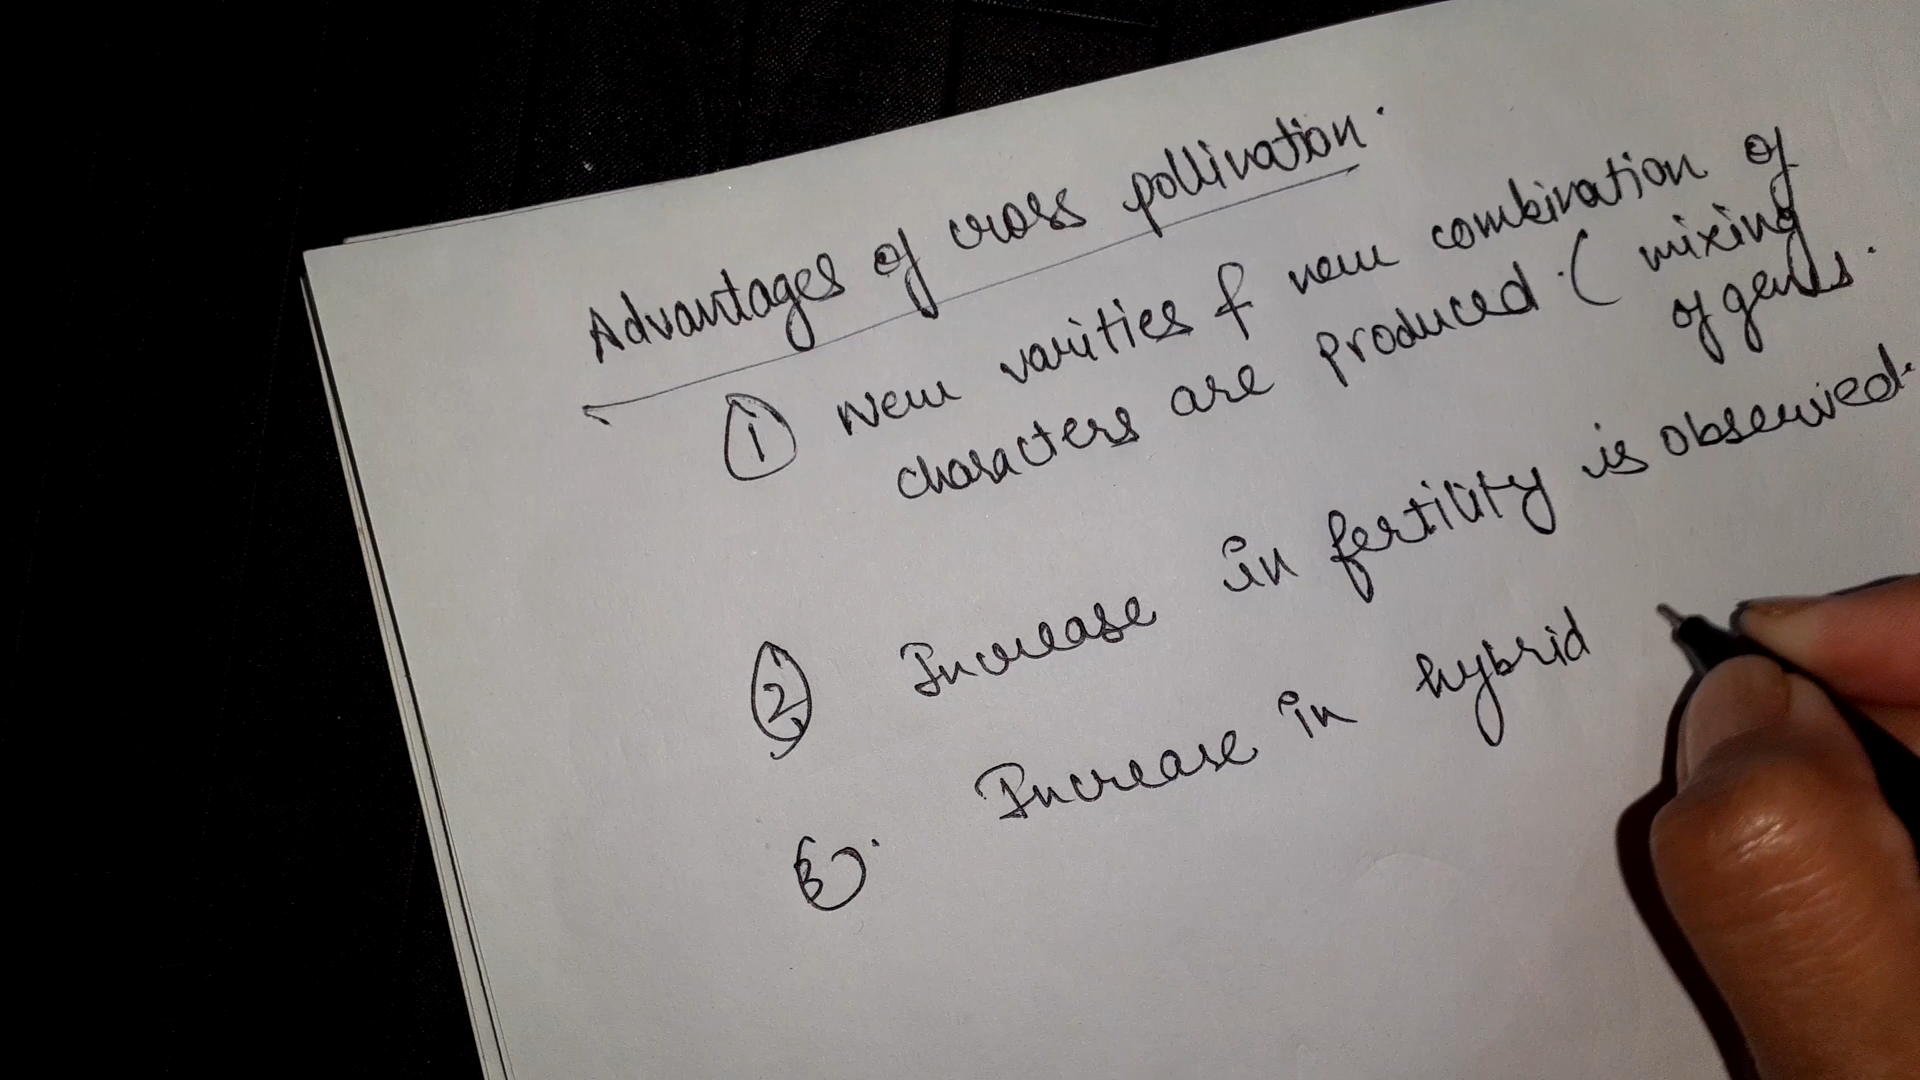 Advantages of cross pollination.
① New varities & new combination of
characters are produced. ( mixing
of genes.
② Increase in fertility is observed.
③. Increase in hybrid